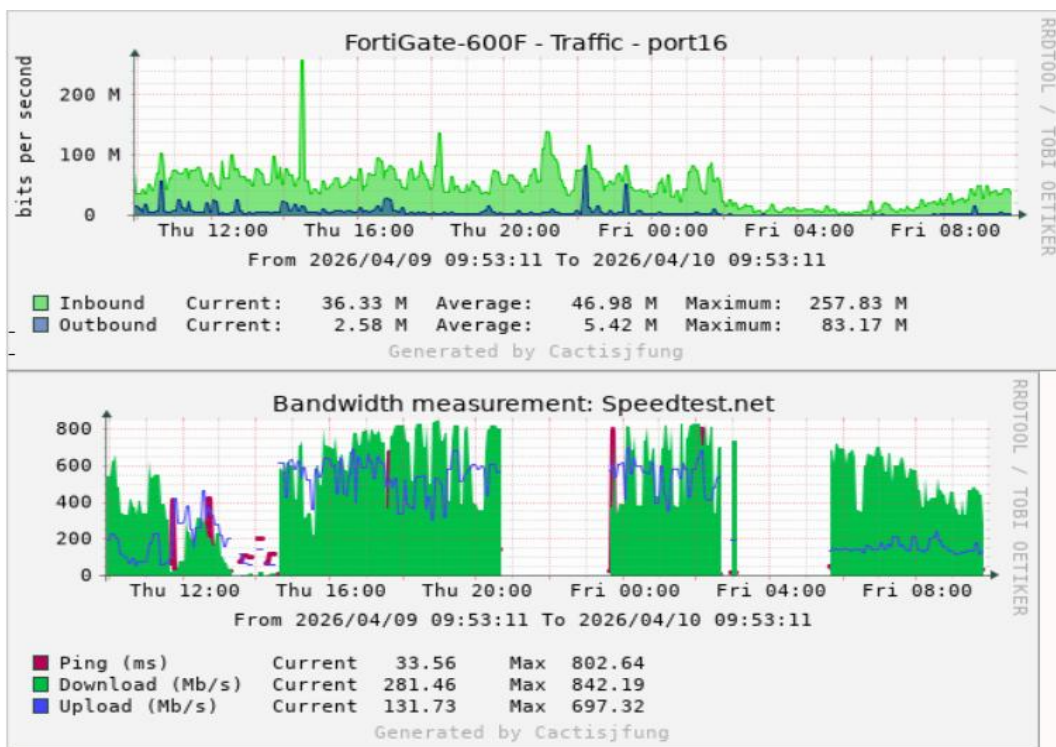 FortiGate-600F - Traffic - port16
RRDTOOL / TOBI OETIKER
bits per second
200 M
100 M
0
Thu 12:00 Thu 16:00 Thu 20:00 Fri 00:00 Fri 04:00 Fri 08:00
From 2026/04/09 09:53:11 To 2026/04/10 09:53:11
Inbound Current: 36.33 M Average: 46.98 M Maximum: 257.83 M
Outbound Current: 2.58 M Average: 5.42 M Maximum: 83.17 M
Generated by Cactisjfung
Bandwidth measurement: Speedtest.net
RRDTOOL / TOBI OETIKER
800
600
400
200
0
Thu 12:00 Thu 16:00 Thu 20:00 Fri 00:00 Fri 04:00 Fri 08:00
From 2026/04/09 09:53:11 To 2026/04/10 09:53:11
Ping (ms) Current 33.56 Max 802.64
Download (Mb/s) Current 281.46 Max 842.19
Upload (Mb/s) Current 131.73 Max 697.32
Generated by Cactisjfung